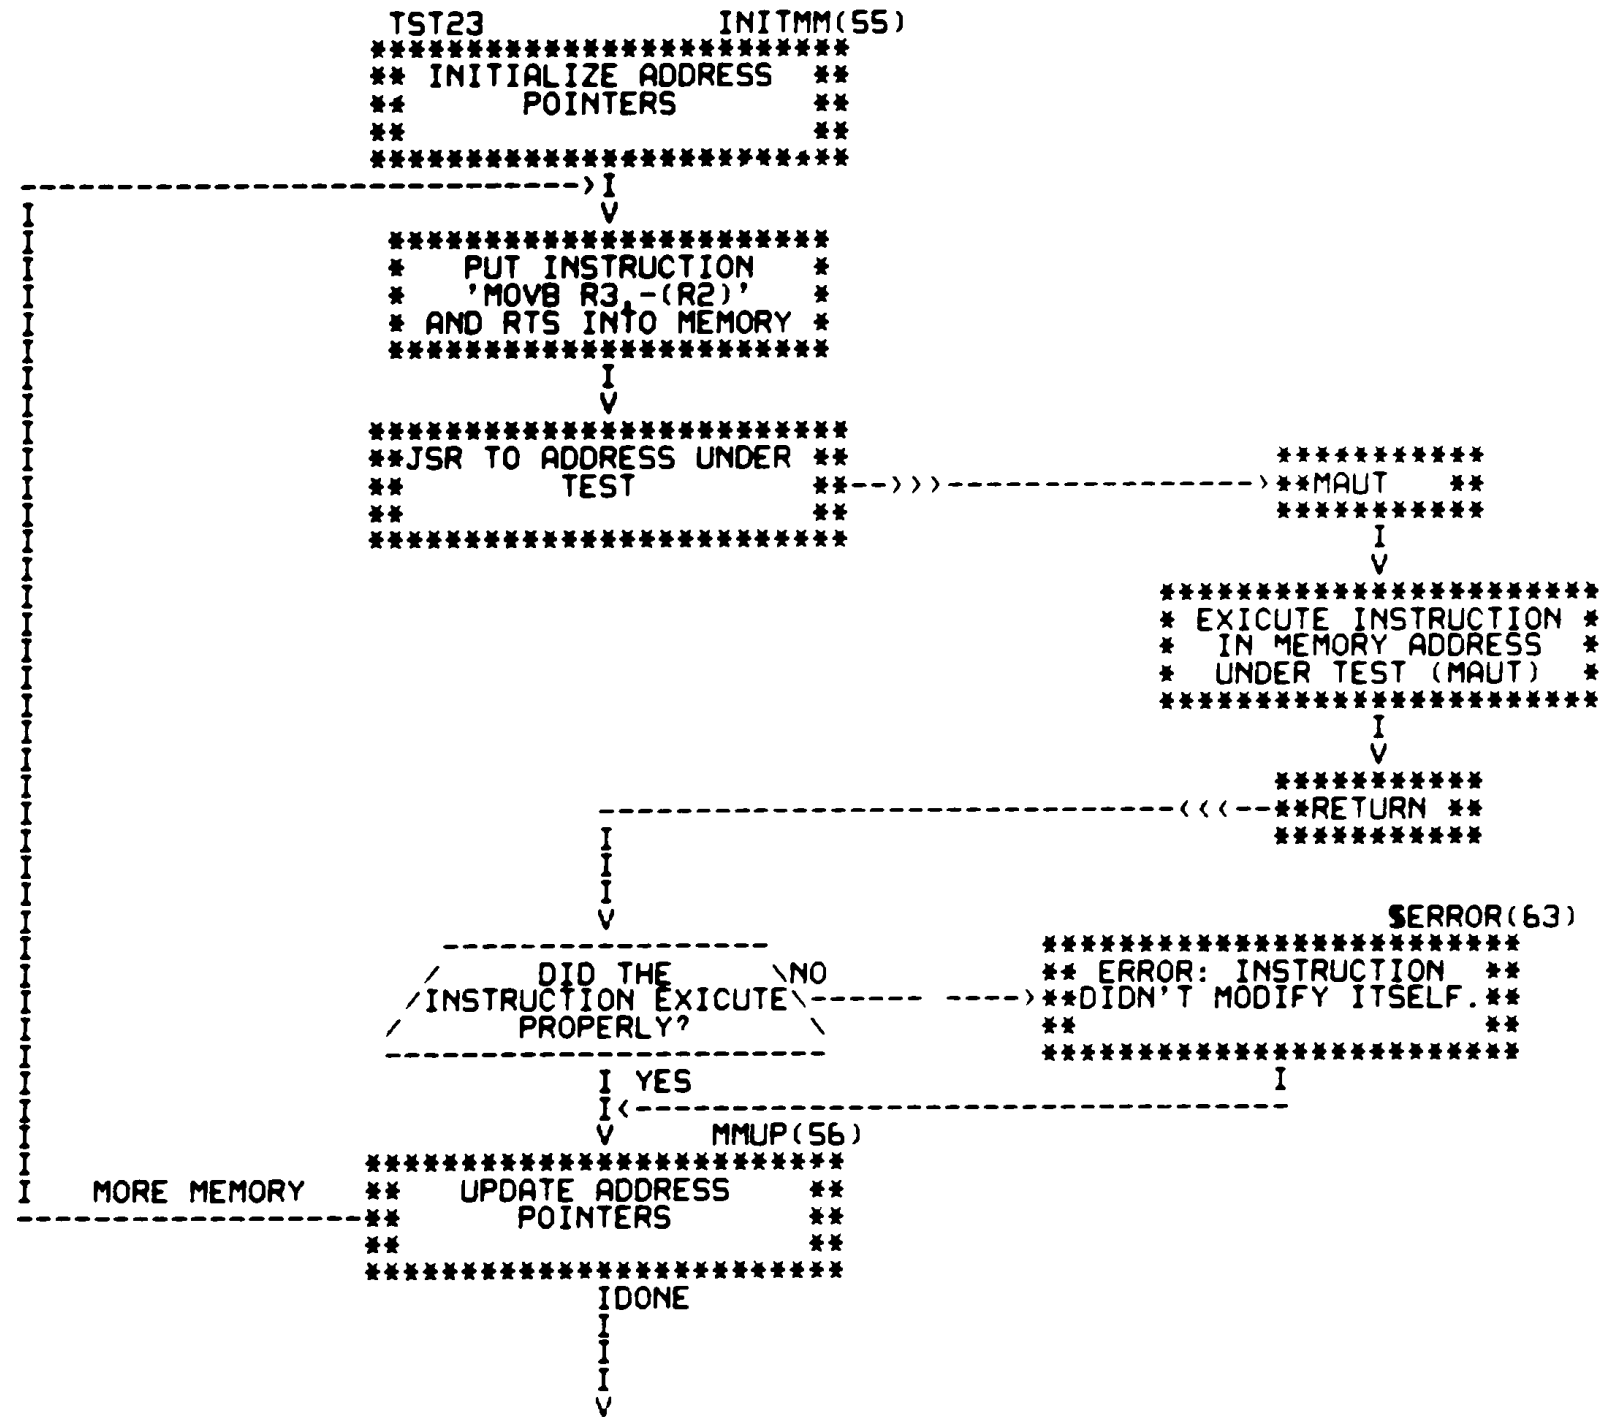 TST23 INITMM(55)
INITIALIZE ADDRESS
POINTERS
PUT INSTRUCTION
'MOVB R3,-(R2)'
AND RTS INTO MEMORY
JSR TO ADDRESS UNDER
TEST
MAUT
EXICUTE INSTRUCTION
IN MEMORY ADDRESS
UNDER TEST (MAUT)
RETURN
$ERROR(63)
DID THE
INSTRUCTION EXICUTE
PROPERLY?
NO
ERROR: INSTRUCTION
DIDN'T MODIFY ITSELF.
YES
MMUP(56)
MORE MEMORY
UPDATE ADDRESS
POINTERS
DONE